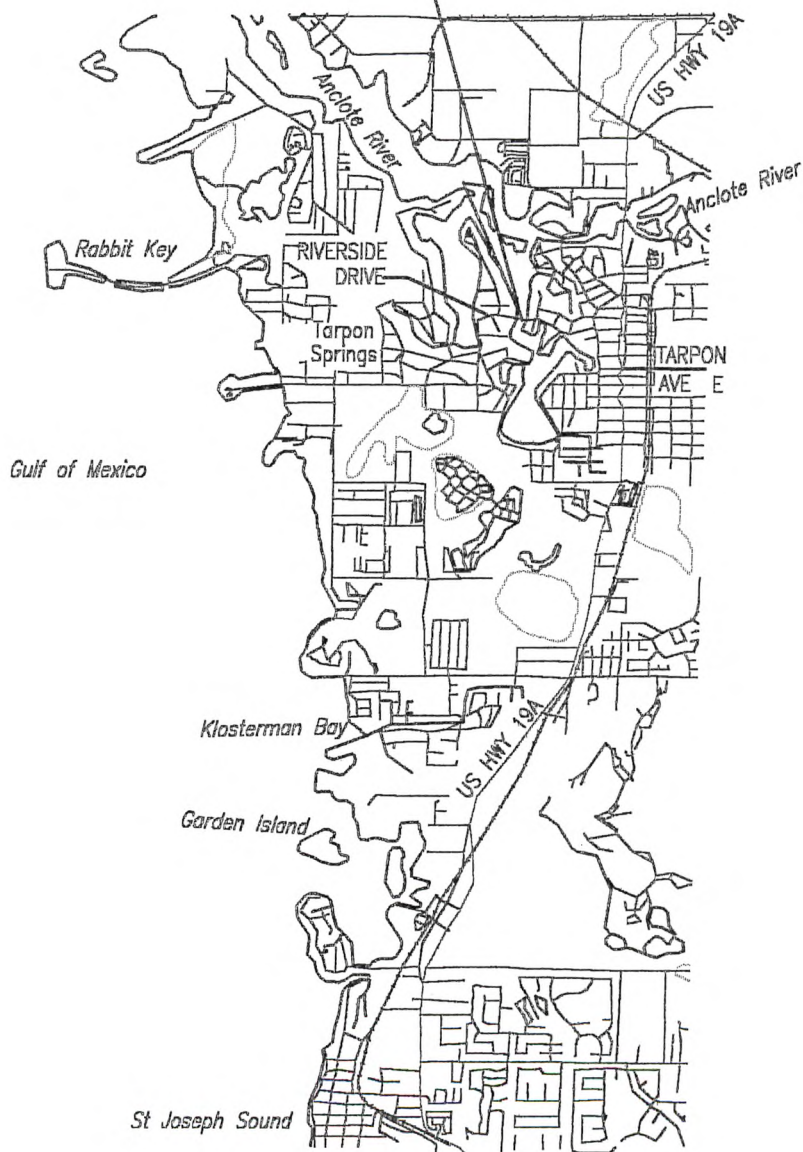 US HWY 19A
Anclote River
Anclote River
Rabbit Key
RIVERSIDE
DRIVE
Tarpon
Springs
TARPON
AVE E
Gulf of Mexico
Klosterman Bay
US HWY 19A
Garden Island
St Joseph Sound